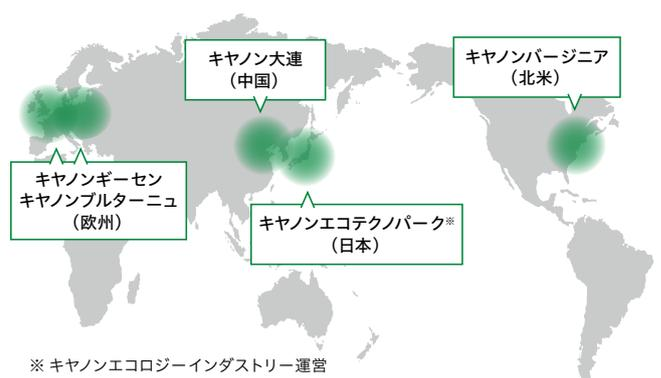 キヤノン大連
（中国）
キヤノンバージニア
（北米）
キヤノンギーセン
キヤノンブルターニュ
（欧州）
キヤノンエコテクノパーク※
（日本）
※ キヤノンエコロジーインダストリー運営